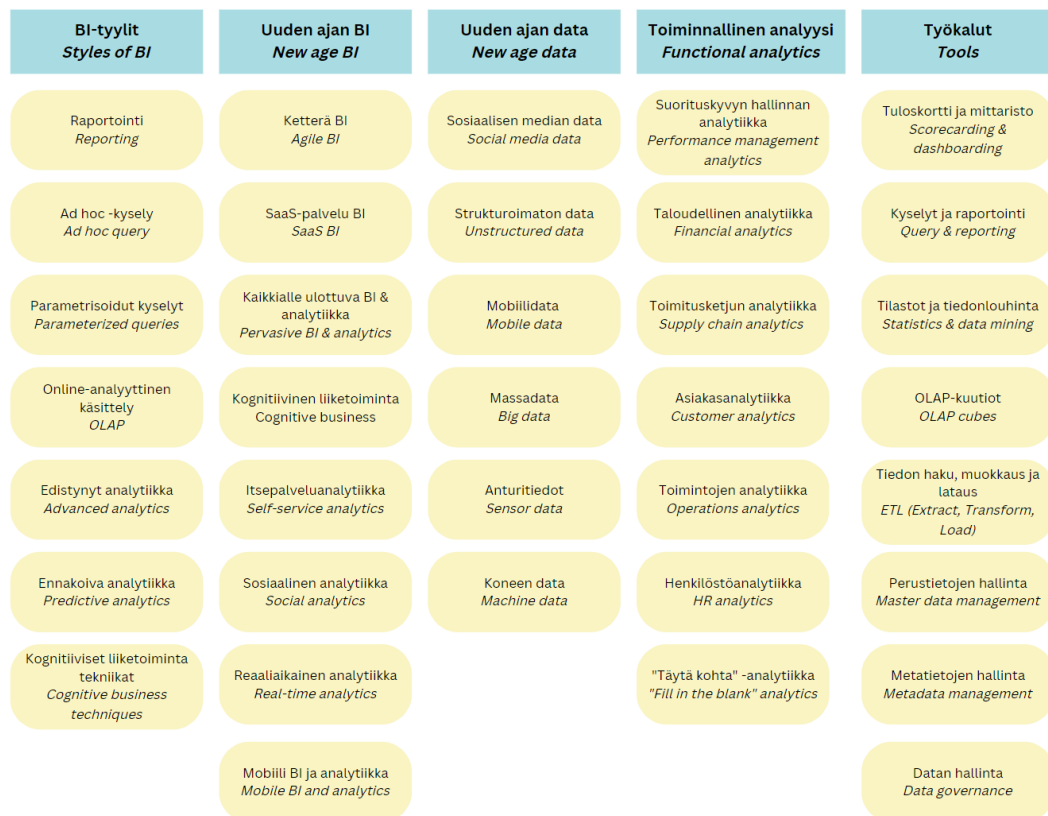 BI-tyylit
Styles of BI
Raportointi
Reporting
Ad hoc -kysely
Ad hoc query
Parametrisoidut kyselyt
Parameterized queries
Online-analyyttinen
käsittely
OLAP
Edistynyt analytiikka
Advanced analytics
Ennakoiva analytiikka
Predictive analytics
Kognitiiviset liiketoiminta
tekniikat
Cognitive business
techniques
Uuden ajan BI
New age BI
Ketterä BI
Agile BI
SaaS-palvelu BI
SaaS BI
Kaikkialle ulottuva BI &
analytiikka
Pervasive BI & analytics
Kognitiivinen liiketoiminta
Cognitive business
Itsepalveluanalytiikka
Self-service analytics
Sosiaalinen analytiikka
Social analytics
Reaaliaikainen analytiikka
Real-time analytics
Mobiili BI ja analytiikka
Mobile BI and analytics
Uuden ajan data
New age data
Sosiaalisen median data
Social media data
Strukturoimaton data
Unstructured data
Mobiilidata
Mobile data
Massadata
Big data
Anturitiedot
Sensor data
Koneen data
Machine data
Toiminnallinen analyysi
Functional analytics
Suorituskyvyn hallinnan
analytiikka
Performance management
analytics
Taloudellinen analytiikka
Financial analytics
Toimitusketjun analytiikka
Supply chain analytics
Asiakasanalytiikka
Customer analytics
Toimintojen analytiikka
Operations analytics
Henkilöstöanalytiikka
HR analytics
"Täytä kohta" -analytiikka
"Fill in the blank" analytics
Työkalut
Tools
Tuloskortti ja mittaristo
Scorecarding &
dashboarding
Kyselyt ja raportointi
Query & reporting
Tilastot ja tiedonlouhinta
Statistics & data mining
OLAP-kuutiot
OLAP cubes
Tiedon haku, muokkaus ja
lataus
ETL (Extract, Transform,
Load)
Perustietojen hallinta
Master data management
Metatietojen hallinta
Metadata management
Datan hallinta
Data governance